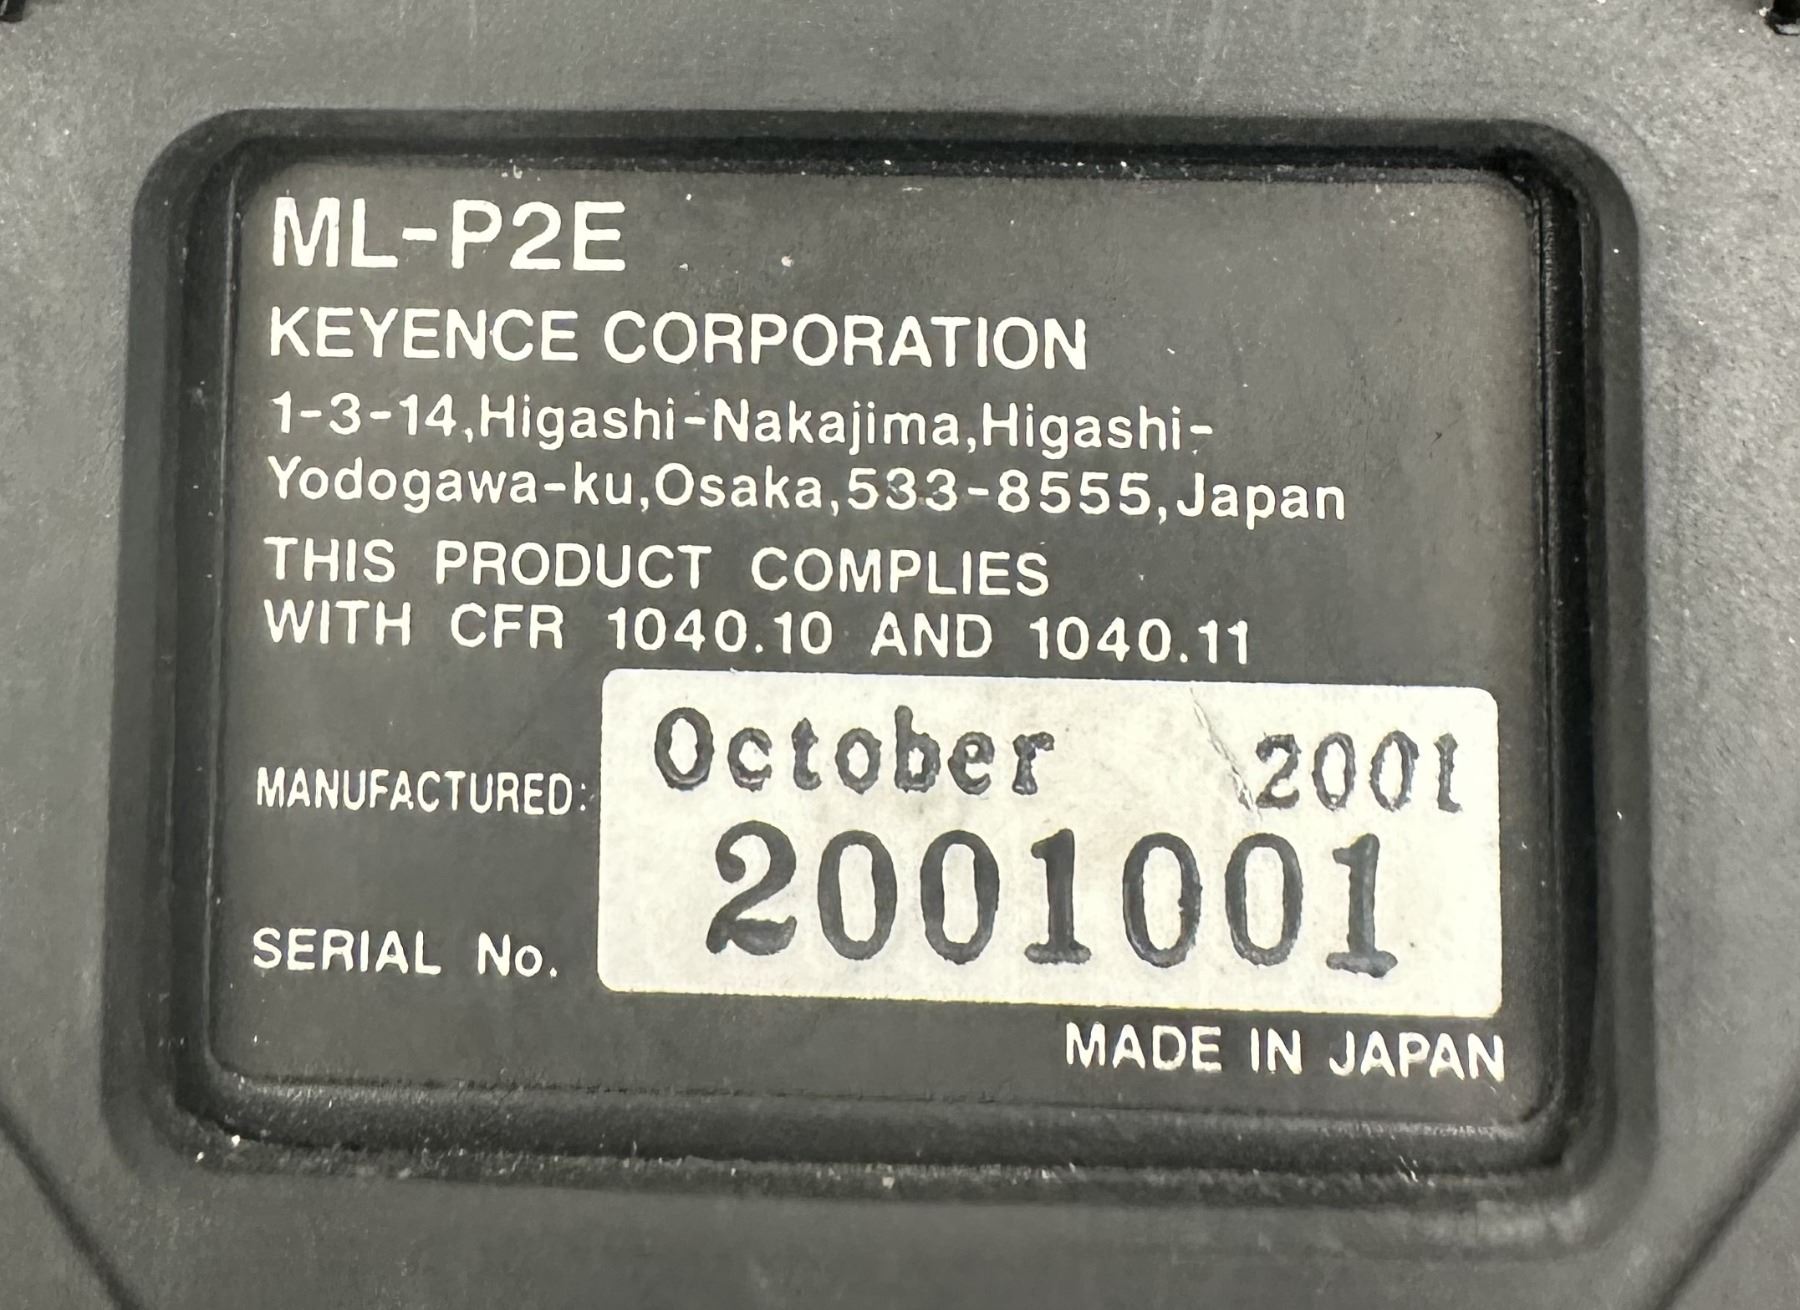 ML-P2E
KEYENCE CORPORATION
1-3-14,Higashi-Nakajima,Higashi-
Yodogawa-ku,Osaka,533-8555,Japan
THIS PRODUCT COMPLIES
WITH CFR 1040.10 AND 1040.11
MANUFACTURED: October 2001
SERIAL No. 2001001
MADE IN JAPAN